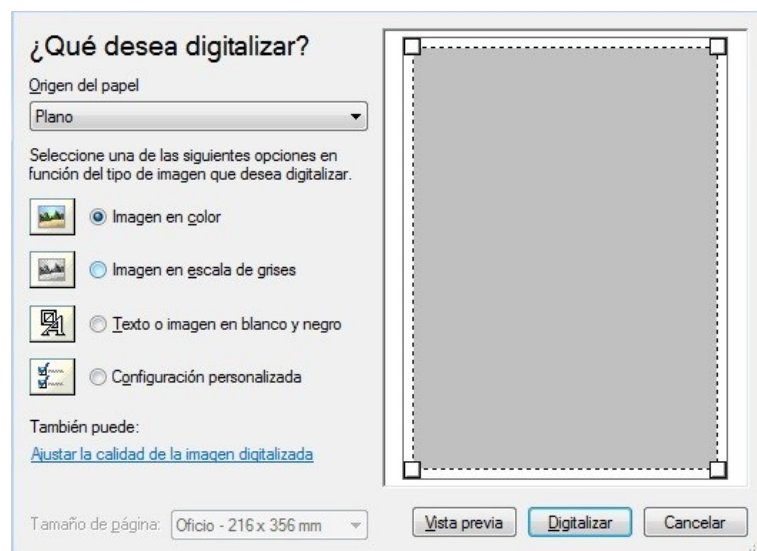 ¿Qué desea digitalizar?
Origen del papel
Plano
Seleccione una de las siguientes opciones en
función del tipo de imagen que desea digitalizar.
Imagen en color
Imagen en escala de grises
Texto o imagen en blanco y negro
Configuración personalizada
También puede:
Ajustar la calidad de la imagen digitalizada
Tamaño de página: Oficio - 216 x 356 mm
Vista previa Digitalizar Cancelar